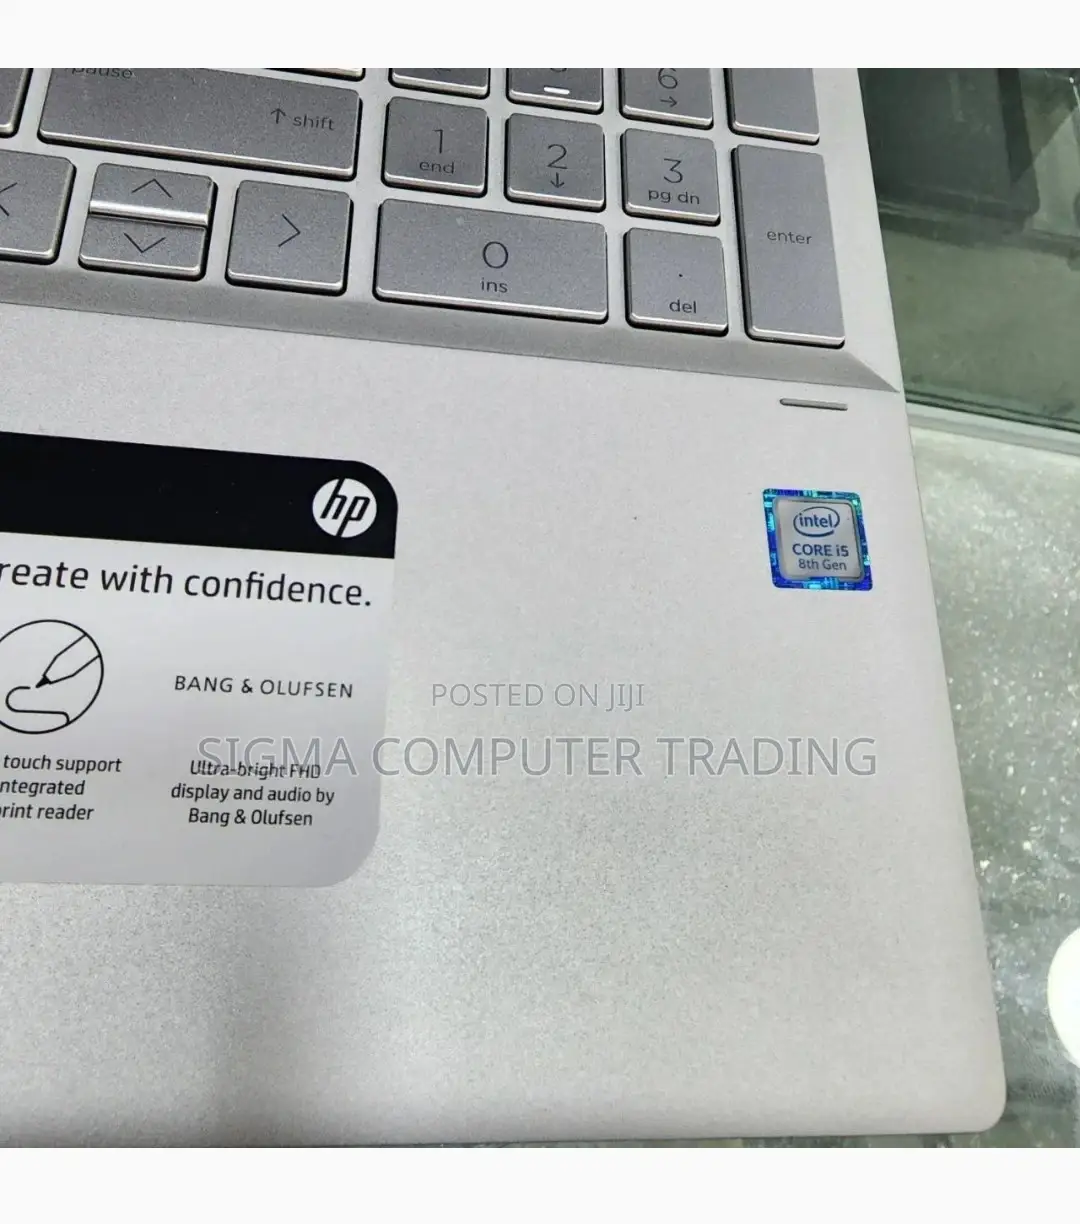 pause
↑ shift
6
→
1
end
2
↓
3
pg dn
0
ins
.
del
enter
hp
reate with confidence.
intel
CORE i5
8th Gen
BANG & OLUFSEN
POSTED ON JIJI
SIGMA COMPUTER TRADING
touch support
ntegrated
rint reader
Ultra-bright FHD
display and audio by
Bang & Olufsen